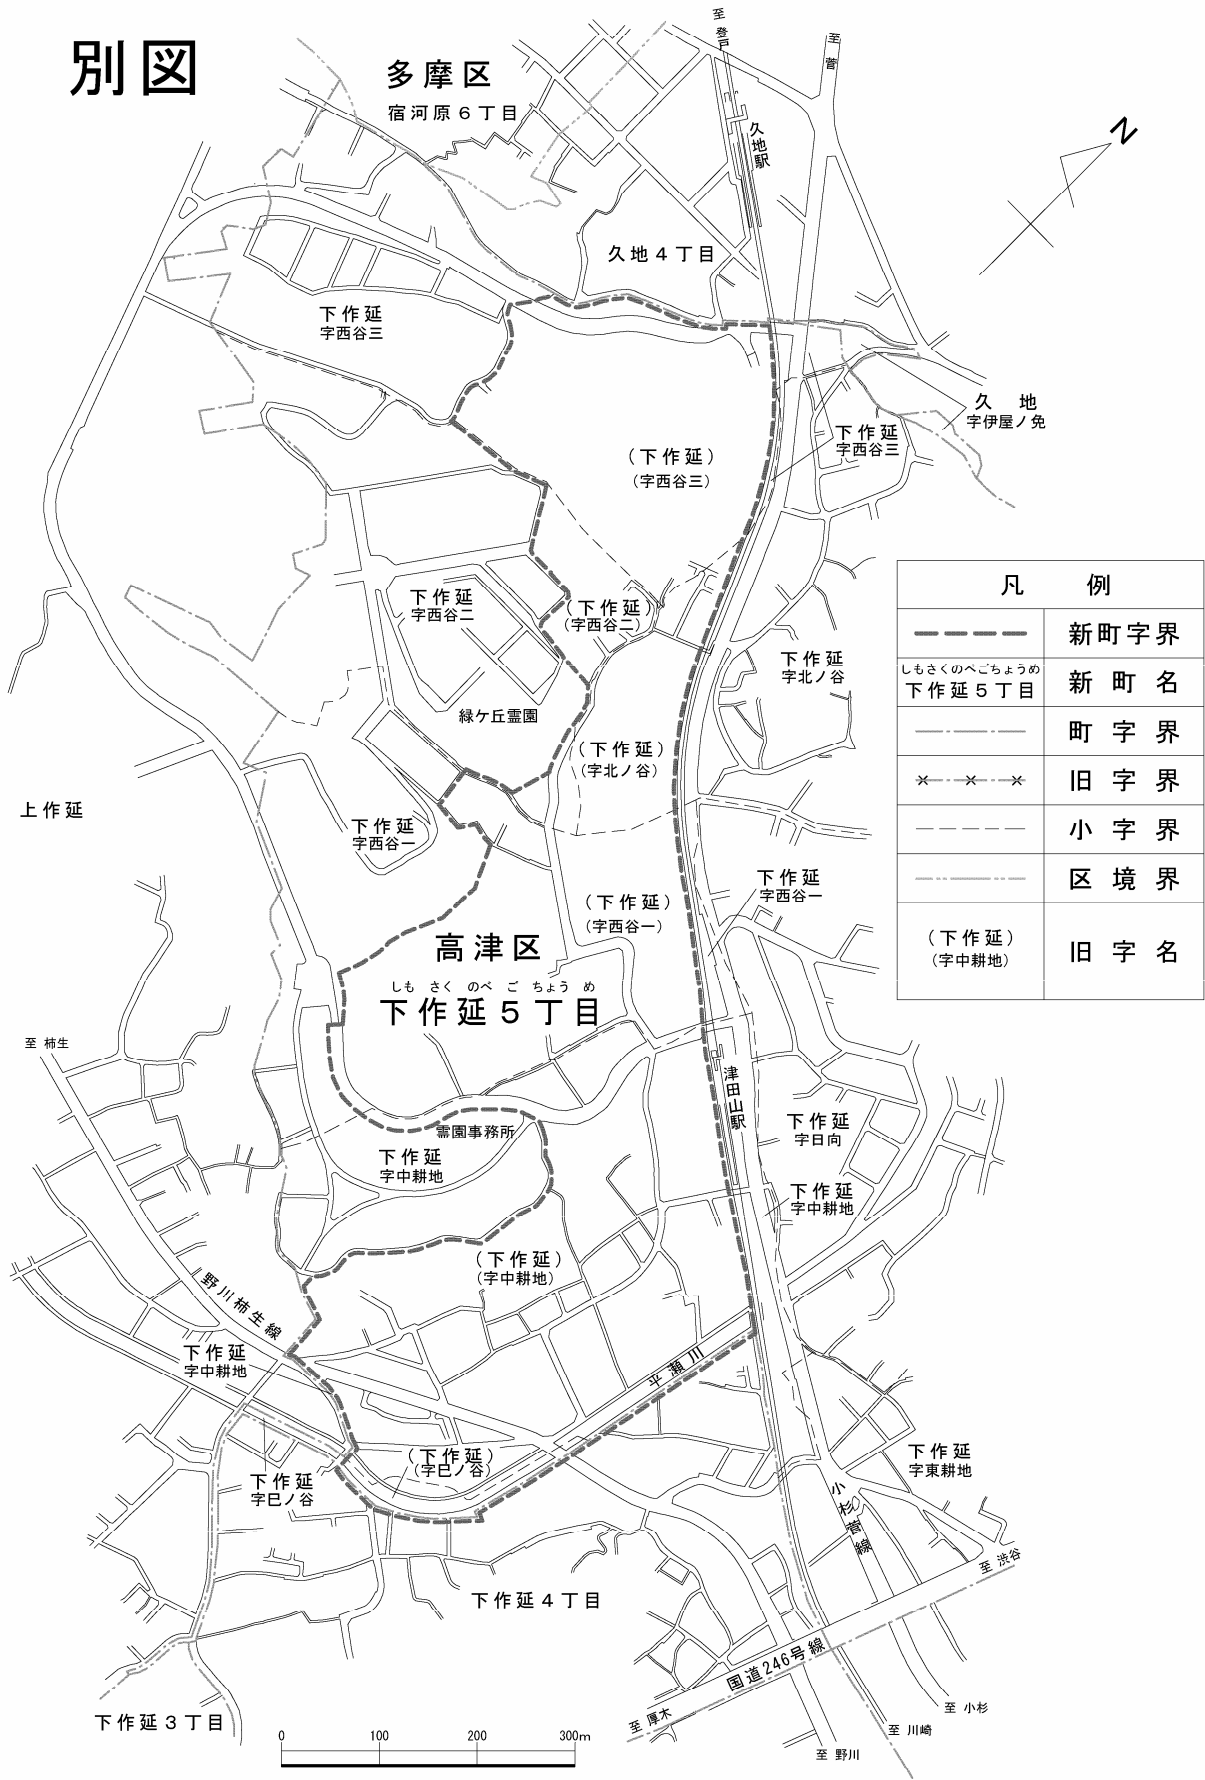 別図
多摩区
宿河原6丁目
至 登戸
至 菅
久地駅
N
久地4丁目
下作延
字西谷三
久 地
字伊屋ノ免
下作延
字西谷三
(下作延)
(字西谷三)
下作延
字西谷二
(下作延)
(字西谷二)
下作延
字北ノ谷
緑ケ丘霊園
(下作延)
(字北ノ谷)
上作延
下作延
字西谷一
下作延
字西谷一
(下作延)
(字西谷一)
高津区
しも さく のべ ご ちょう め
下作延5丁目
至 柿生
津田山駅
霊園事務所
下作延
字中耕地
下作延
字日向
下作延
字中耕地
(下作延)
(字中耕地)
野川柿生線
下作延
字中耕地
平瀬川
(下作延)
(字巳ノ谷)
下作延
字巳ノ谷
下作延
字東耕地
小杉菅線
至 渋谷
下作延4丁目
国道246号線
下作延3丁目
至 厚木
至 小杉
至 川崎
至 野川
0 100 200 300m
凡 例
新町字界
しもさくのべごちょうめ
下作延5丁目 新町名
町字界
旧字界
小字界
区境界
(下作延)
(字中耕地) 旧字名